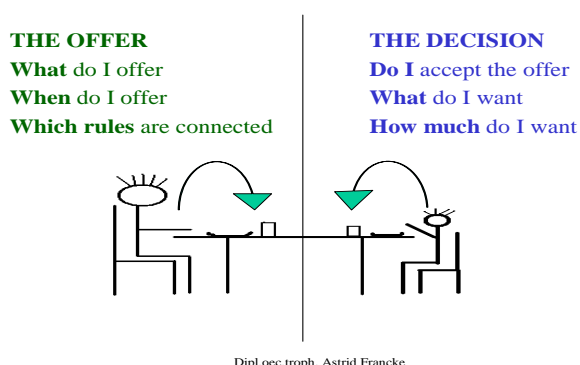 THE OFFER
What do I offer
When do I offer
Which rules are connected
THE DECISION
Do I accept the offer
What do I want
How much do I want
Dipl.oec.troph. Astrid Francke